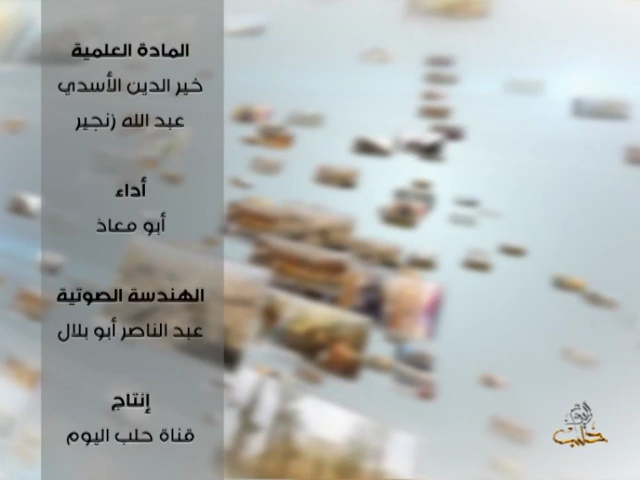 المادة العلمية
خير الدين الأسدي
عبد الله زنجير
أداء
أبو معاذ
الهندسة الصوتية
عبد الناصر أبو بلال
إنتاج
قناة حلب اليوم
حلب
اليوم